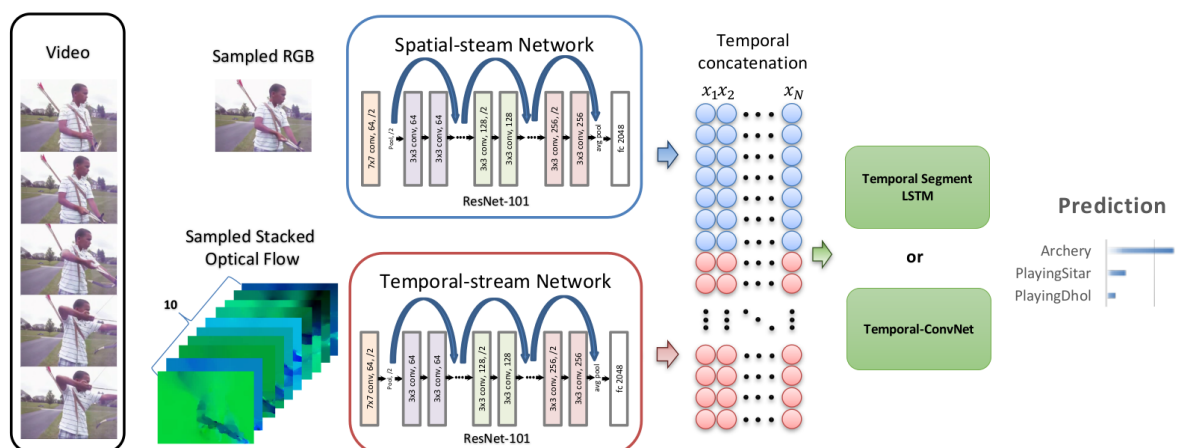 Video
Sampled RGB
Spatial-steam Network
7x7 conv, 64, /2
Pool, /2
3x3 conv, 64
3x3 conv, 64
3x3 conv, 128, /2
3x3 conv, 128
3x3 conv, 256, /2
3x3 conv, 256
avg pool
fc 2048
ResNet-101
Sampled Stacked
Optical Flow
10
Temporal-stream Network
7x7 conv, 64, /2
Pool, /2
3x3 conv, 64
3x3 conv, 64
3x3 conv, 128, /2
3x3 conv, 128
3x3 conv, 256, /2
3x3 conv, 256
avg pool
fc 2048
ResNet-101
Temporal
concatenation
x₁x₂ x_N
Temporal Segment
LSTM
or
Temporal-ConvNet
Prediction
Archery
PlayingSitar
PlayingDhol